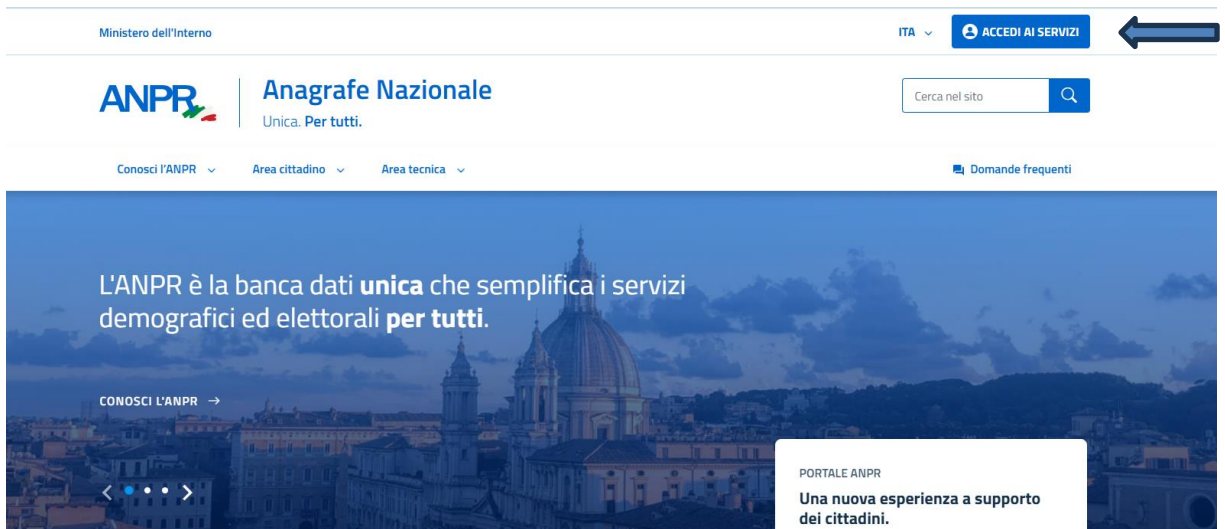 Ministero dell'Interno
ITA
ACCEDI AI SERVIZI
ANPR
Anagrafe Nazionale
Unica. Per tutti.
Cerca nel sito
Conosci l'ANPR
Area cittadino
Area tecnica
Domande frequenti
L'ANPR è la banca dati unica che semplifica i servizi
demografici ed elettorali per tutti.
CONOSCI L'ANPR →
PORTALE ANPR
Una nuova esperienza a supporto
dei cittadini.